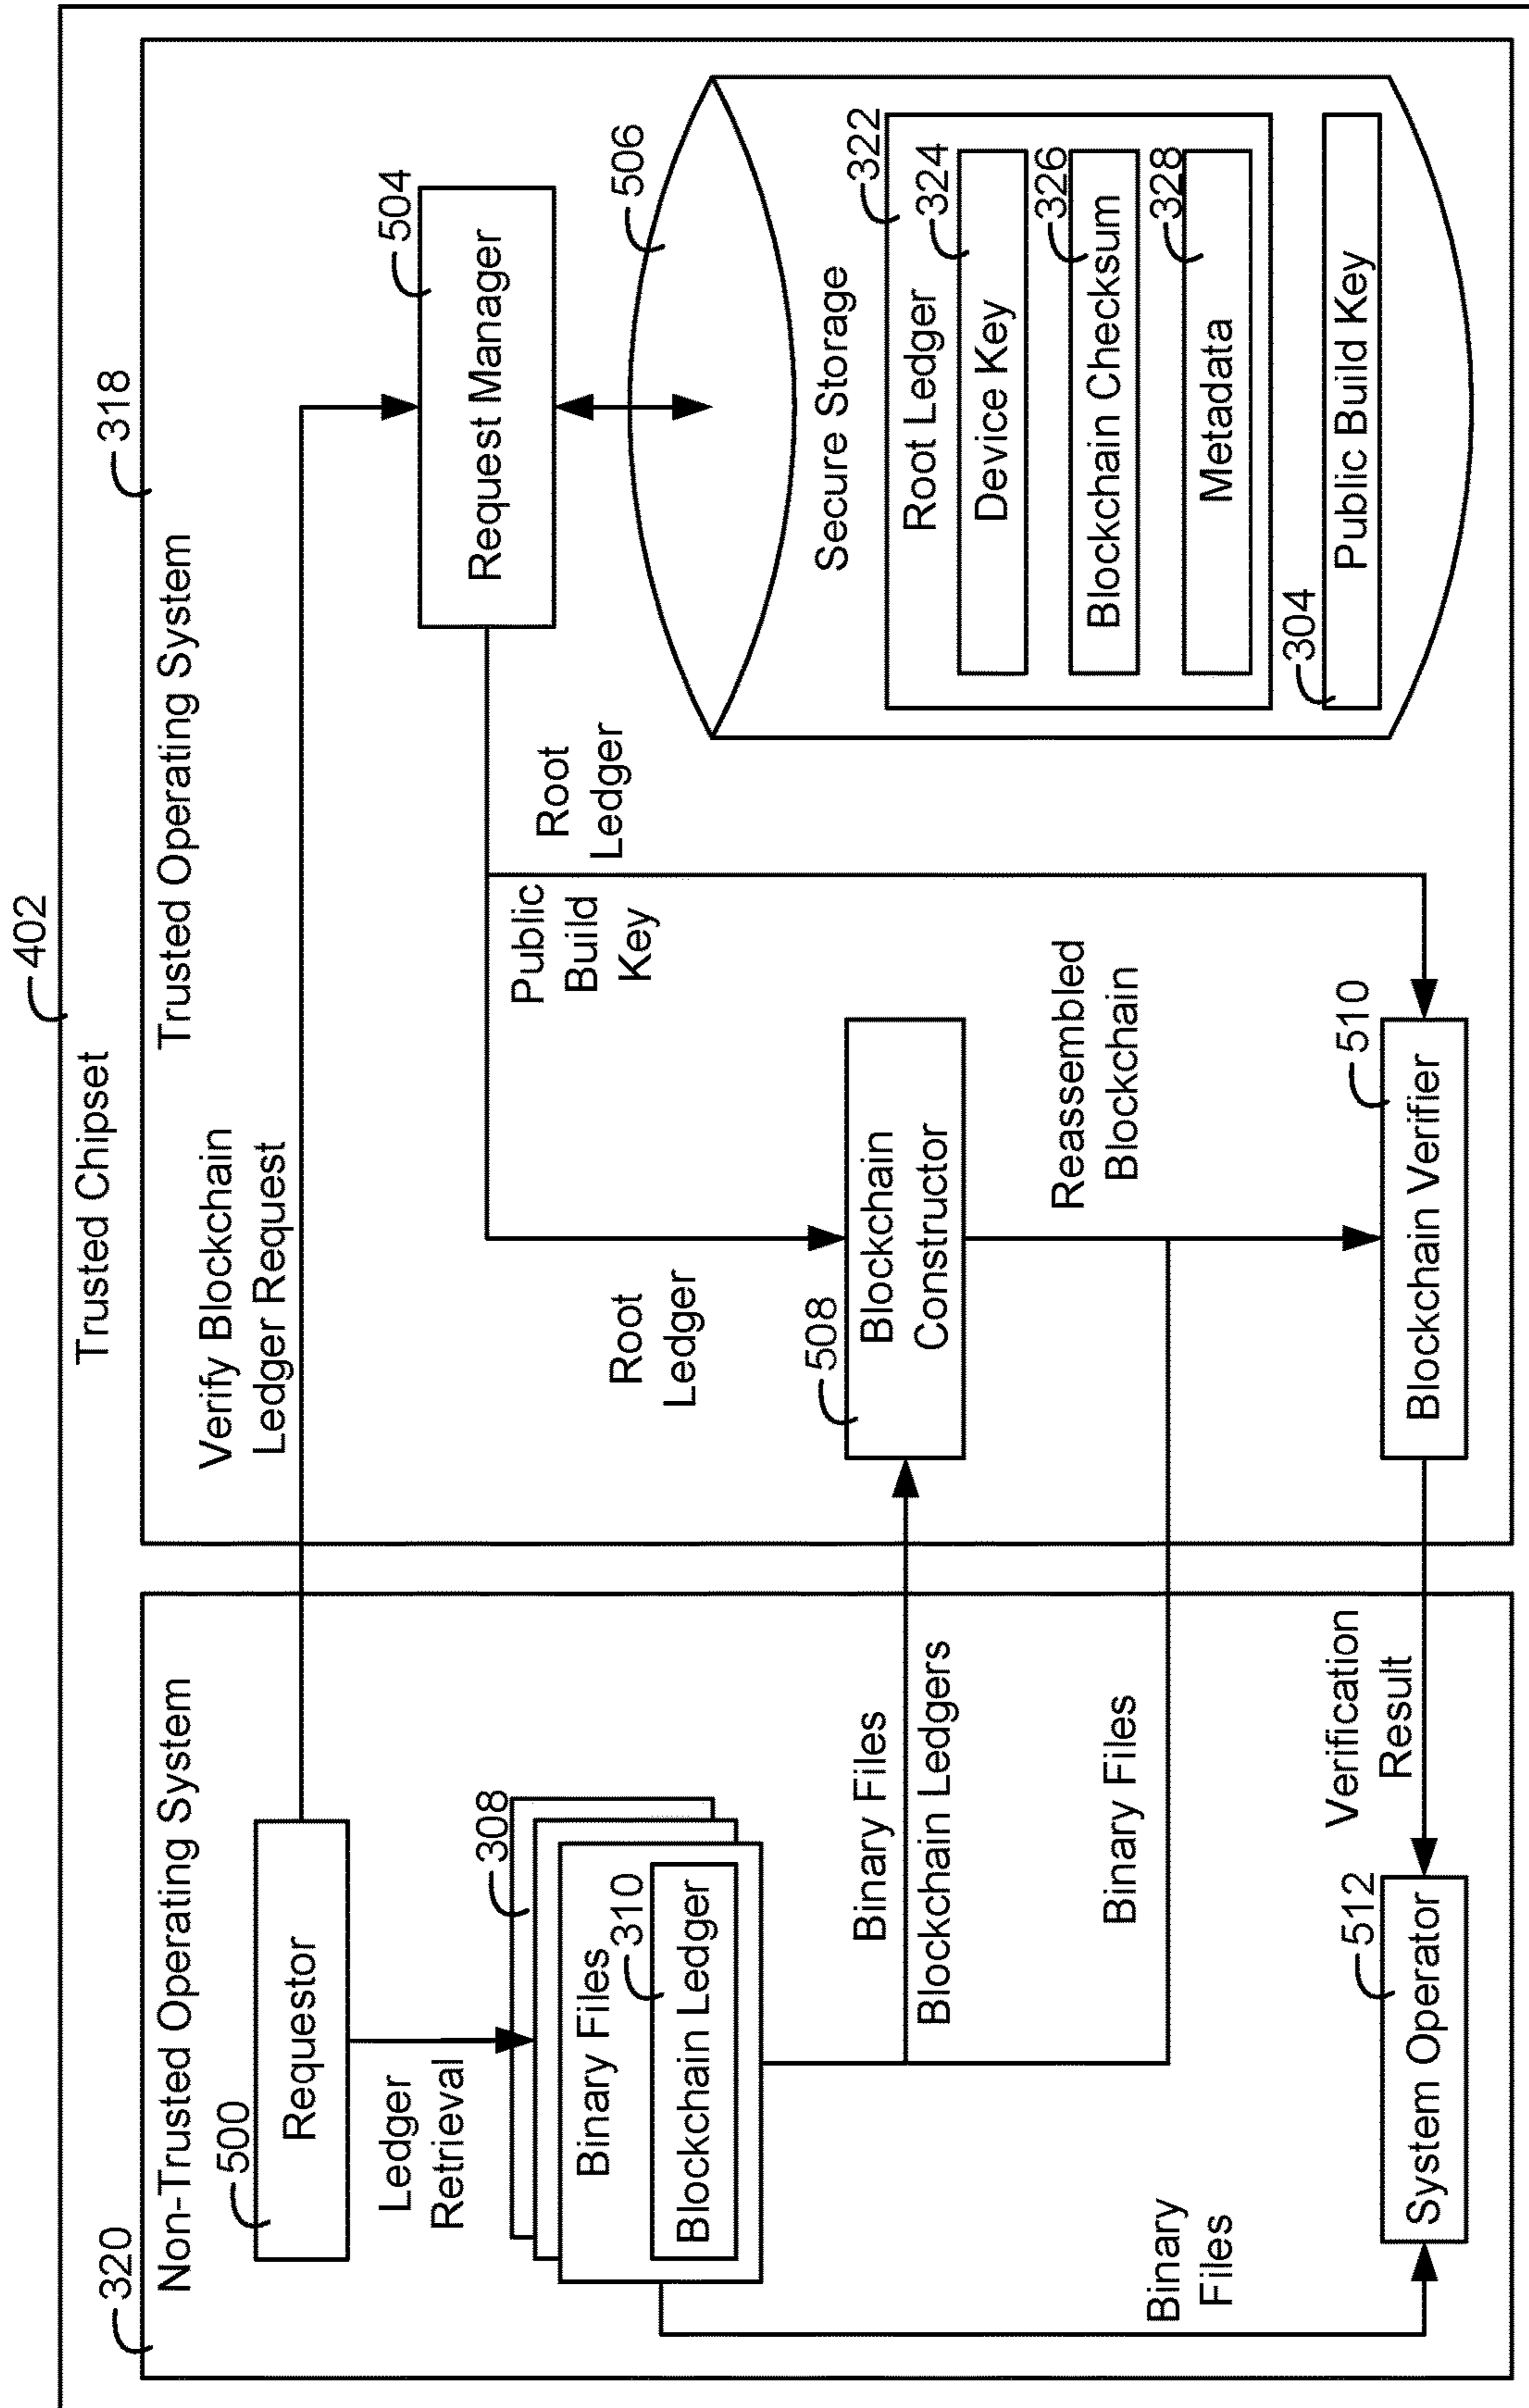 402
Trusted Chipset
320
Non-Trusted Operating System
500
Requestor
Ledger
Retrieval
308
Binary Files
310
Blockchain Ledger
Binary Files
Blockchain Ledgers
Binary Files
Binary
Files
Verification
Result
512
System Operator
318
Trusted Operating System
Verify Blockchain
Ledger Request
504
Request Manager
Root
Ledger
Public
Build
Key
Root
Ledger
508
Blockchain
Constructor
Reassembled
Blockchain
510
Blockchain Verifier
506
Secure Storage
322
Root Ledger
324
Device Key
326
Blockchain Checksum
328
Metadata
304
Public Build Key